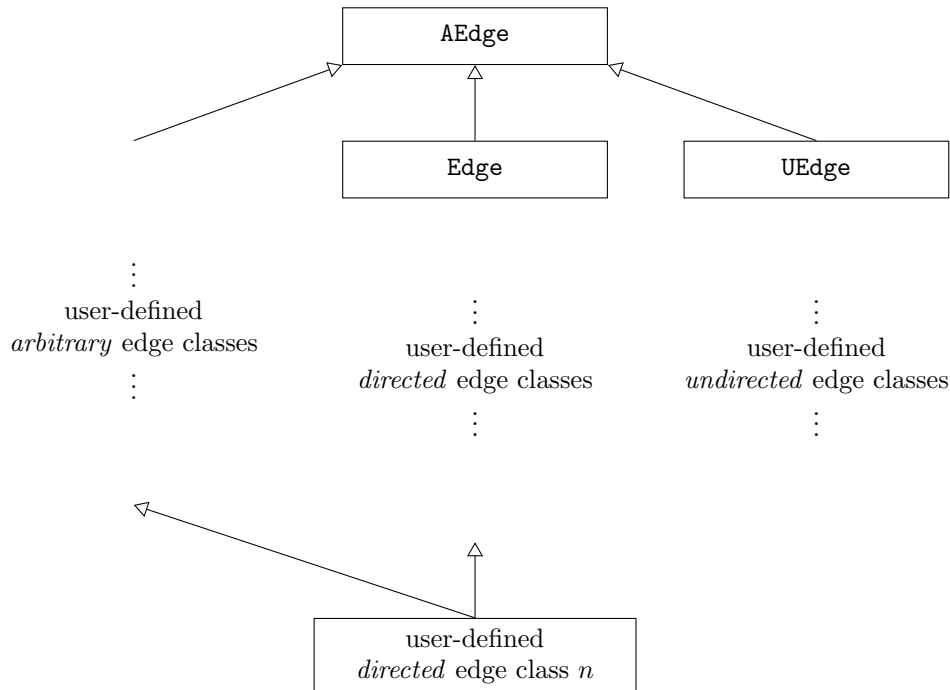 AEdge
Edge
UEdge
⋮
user-defined
arbitrary edge classes
⋮
⋮
user-defined
directed edge classes
⋮
⋮
user-defined
undirected edge classes
⋮
user-defined
directed edge class n